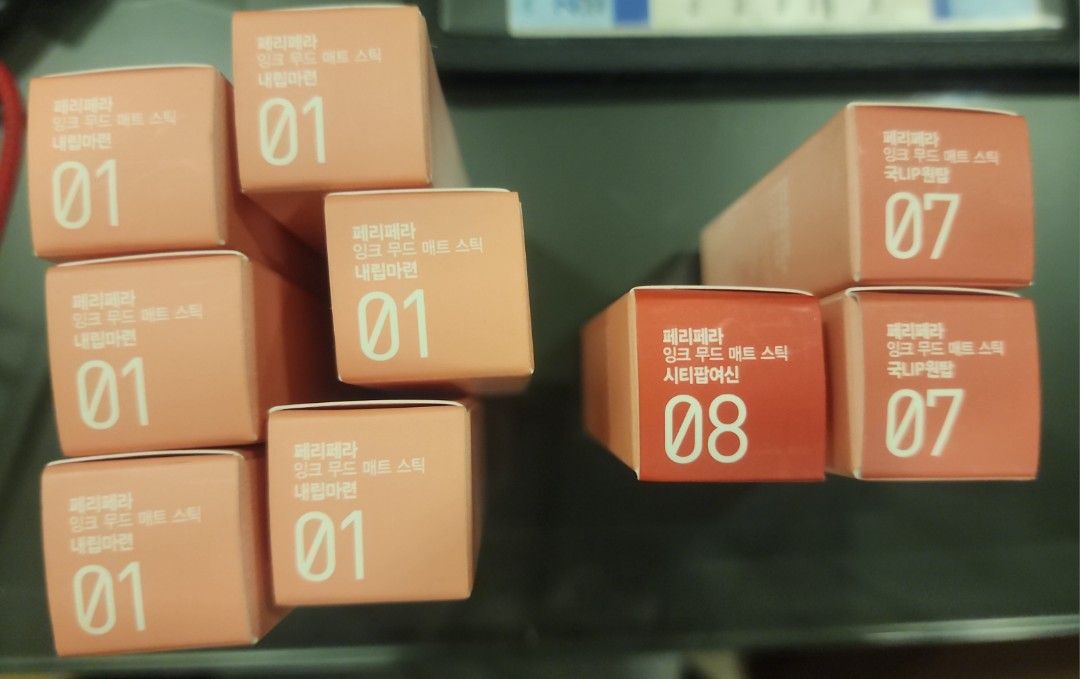 페리페라
잉크 무드 매트 스틱
내립마련
01
페리페라
잉크 무드 매트 스틱
내립마련
01
페리페라
잉크 무드 매트 스틱
내립마련
01
페리페라
잉크 무드 매트 스틱
내립마련
01
페리페라
잉크 무드 매트 스틱
내립마련
01
페리페라
잉크 무드 매트 스틱
내립마련
01
페리페라
잉크 무드 매트 스틱
국LIP원탑
07
페리페라
잉크 무드 매트 스틱
시티팝여신
08
페리페라
잉크 무드 매트 스틱
국LIP원탑
07